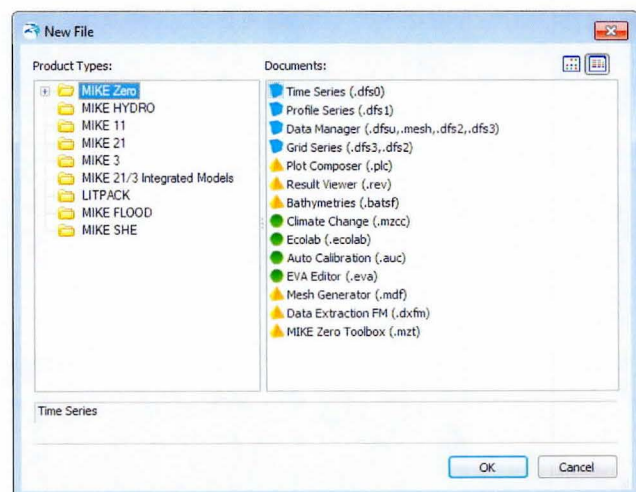 New File
Product Types:
MIKE Zero
MIKE HYDRO
MIKE 11
MIKE 21
MIKE 3
MIKE 21/3 Integrated Models
LITPACK
MIKE FLOOD
MIKE SHE
Documents:
Time Series (.dfs0)
Profile Series (.dfs1)
Data Manager (.dfsu,.mesh,.dfs2,.dfs3)
Grid Series (.dfs3,.dfs2)
Plot Composer (.plc)
Result Viewer (.rev)
Bathymetries (.batsf)
Climate Change (.mzcc)
Ecolab (.ecolab)
Auto Calibration (.auc)
EVA Editor (.eva)
Mesh Generator (.mdf)
Data Extraction FM (.dxfm)
MIKE Zero Toolbox (.mzt)
Time Series
OK
Cancel